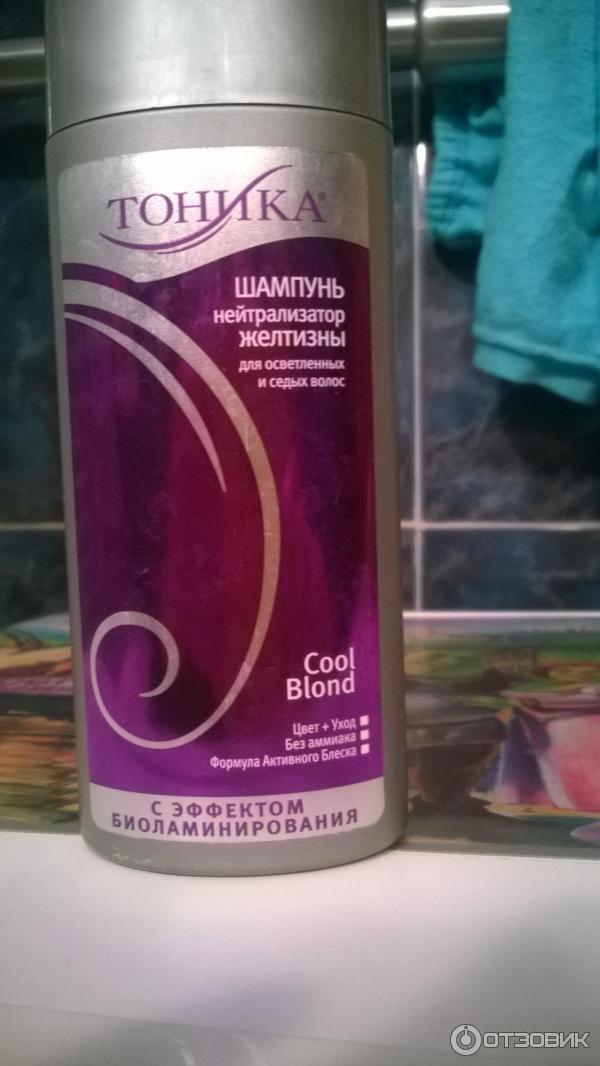 ТОНИКА®
ШАМПУНЬ
нейтрализатор
желтизны
для осветленных
и седых волос
Cool
Blond
Цвет + Уход
Без аммиака
Формула Активного Блеска
С ЭФФЕКТОМ
БИОЛАМИНИРОВАНИЯ
ОТЗОВИК